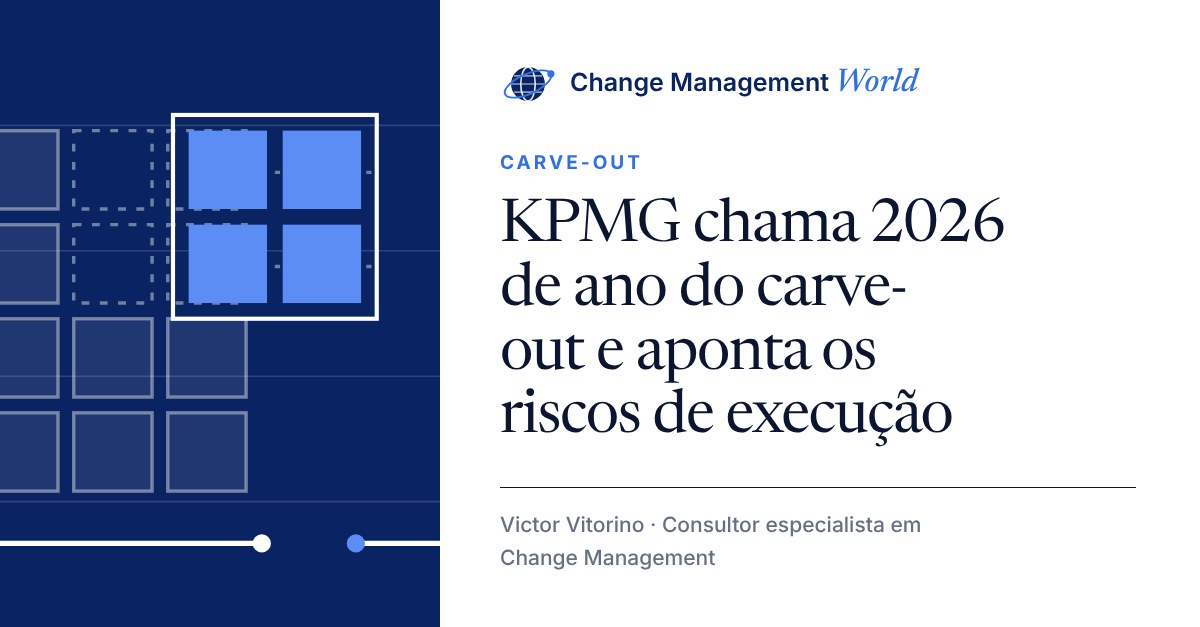 Change Management World
CARVE-OUT
KPMG chama 2026
de ano do carve-
out e aponta os
riscos de execução
Victor Vitorino · Consultor especialista em
Change Management